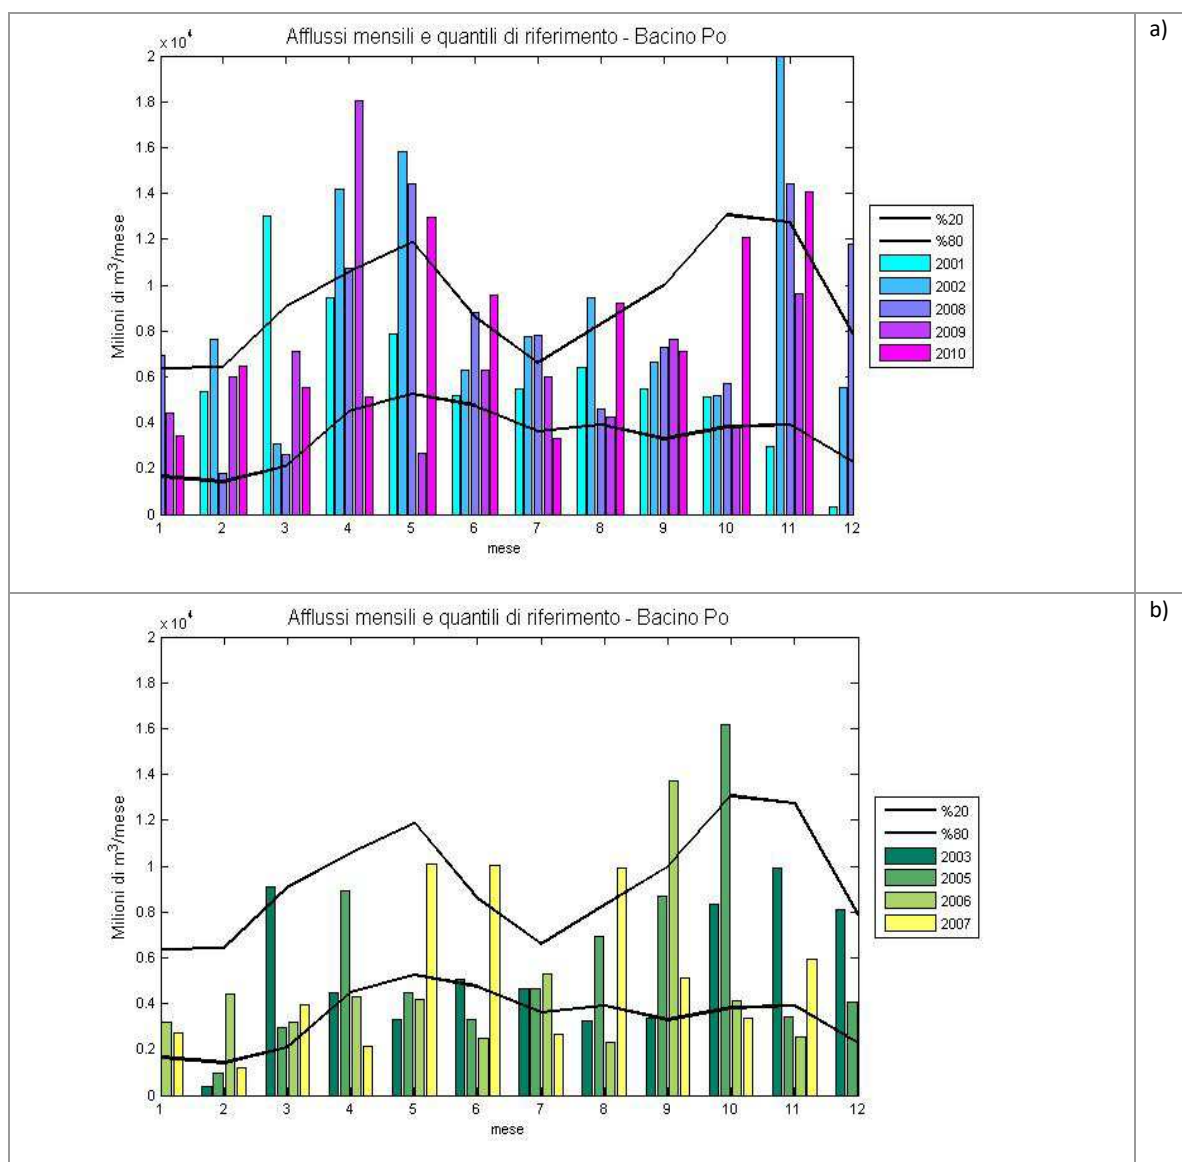 a)
Afflussi mensili e quantili di riferimento - Bacino Po
x 10⁴
Milioni di m³/mese
2
1.8
1.6
1.4
1.2
1
0.8
0.6
0.4
0.2
0
1 2 3 4 5 6 7 8 9 10 11 12
mese
%20
%80
2001
2002
2008
2009
2010
b)
Afflussi mensili e quantili di riferimento - Bacino Po
x 10⁴
Milioni di m³/mese
2
1.8
1.6
1.4
1.2
1
0.8
0.6
0.4
0.2
0
1 2 3 4 5 6 7 8 9 10 11 12
mese
%20
%80
2003
2005
2006
2007